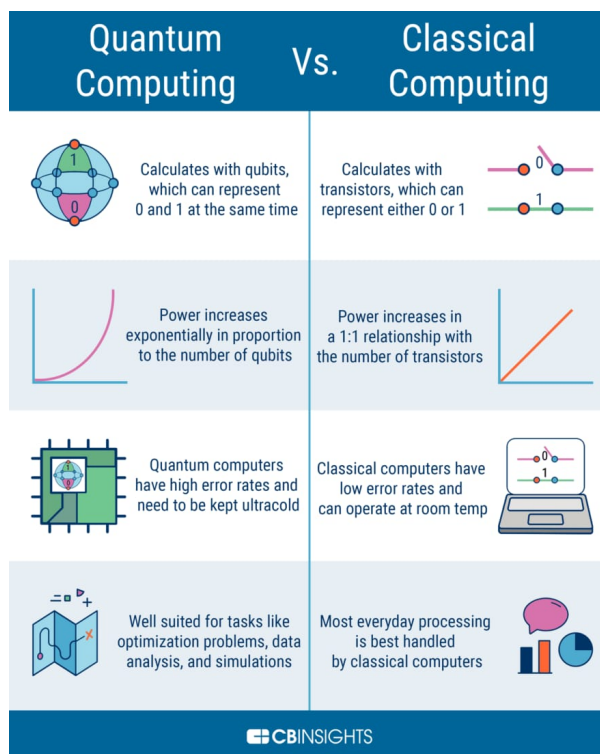 Quantum
Computing
Vs.
Classical
Computing
1
0
Calculates with qubits,
which can represent
0 and 1 at the same time
Calculates with
transistors, which can
represent either 0 or 1
0
1
Power increases
exponentially in proportion
to the number of qubits
Power increases in
a 1:1 relationship with
the number of transistors
1
0
Quantum computers
have high error rates and
need to be kept ultracold
Classical computers have
low error rates and
can operate at room temp
0
1
Well suited for tasks like
optimization problems, data
analysis, and simulations
Most everyday processing
is best handled
by classical computers
CBINSIGHTS